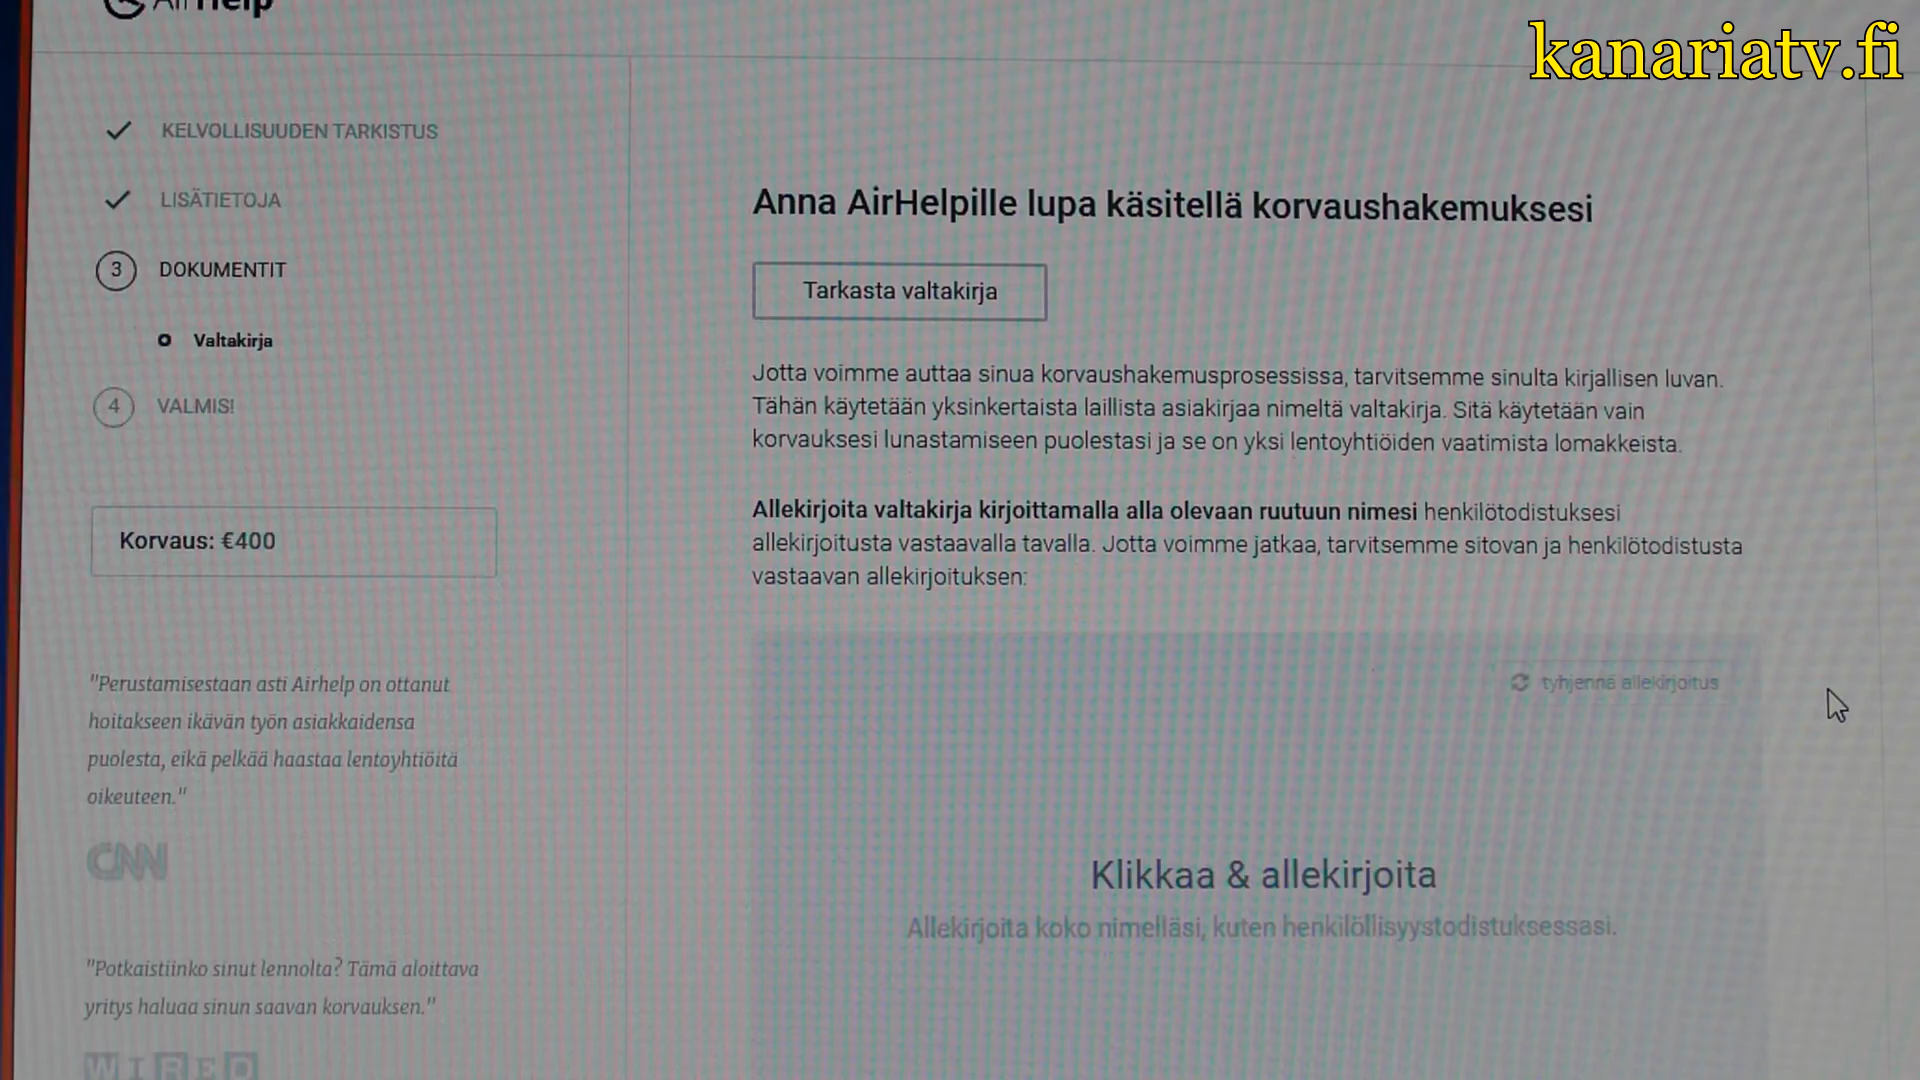 AirHelp
kanariatv.fi
KELVOLLISUUDEN TARKISTUS
LISÄTIETOJA
3 DOKUMENTIT
Valtakirja
4 VALMIS!
Korvaus: €400
"Perustamisestaan asti Airhelp on ottanut
hoitakseen ikävän työn asiakkaidensa
puolesta, eikä pelkää haastaa lentoyhtiöitä
oikeuteen."
CNN
"Potkaistiinko sinut lennolta? Tämä aloittava
yritys haluaa sinun saavan korvauksen."
WIRED
Anna AirHelpille lupa käsitellä korvaushakemuksesi
Tarkasta valtakirja
Jotta voimme auttaa sinua korvaushakemusprosessissa, tarvitsemme sinulta kirjallisen luvan.
Tähän käytetään yksinkertaista laillista asiakirjaa nimeltä valtakirja. Sitä käytetään vain
korvauksesi lunastamiseen puolestasi ja se on yksi lentoyhtiöiden vaatimista lomakkeista.
Allekirjoita valtakirja kirjoittamalla alla olevaan ruutuun nimesi henkilötodistuksesi
allekirjoitusta vastaavalla tavalla. Jotta voimme jatkaa, tarvitsemme sitovan ja henkilötodistusta
vastaavan allekirjoituksen:
tyhjennä allekirjoitus
Klikkaa & allekirjoita
Allekirjoita koko nimelläsi, kuten henkilöllisyystodistuksessasi.